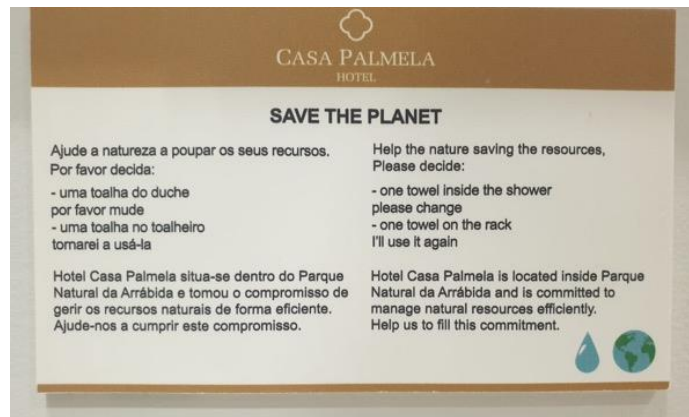 CASA PALMELA
HOTEL
SAVE THE PLANET
Ajude a natureza a poupar os seus recursos.
Por favor decida:
- uma toalha do duche
por favor mude
- uma toalha no toalheiro
tornarei a usá-la
Hotel Casa Palmela situa-se dentro do Parque
Natural da Arrábida e tomou o compromisso de
gerir os recursos naturais de forma eficiente.
Ajude-nos a cumprir este compromisso.
Help the nature saving the resources,
Please decide:
- one towel inside the shower
please change
- one towel on the rack
I'll use it again
Hotel Casa Palmela is located inside Parque
Natural da Arrábida and is committed to
manage natural resources efficiently.
Help us to fill this commitment.